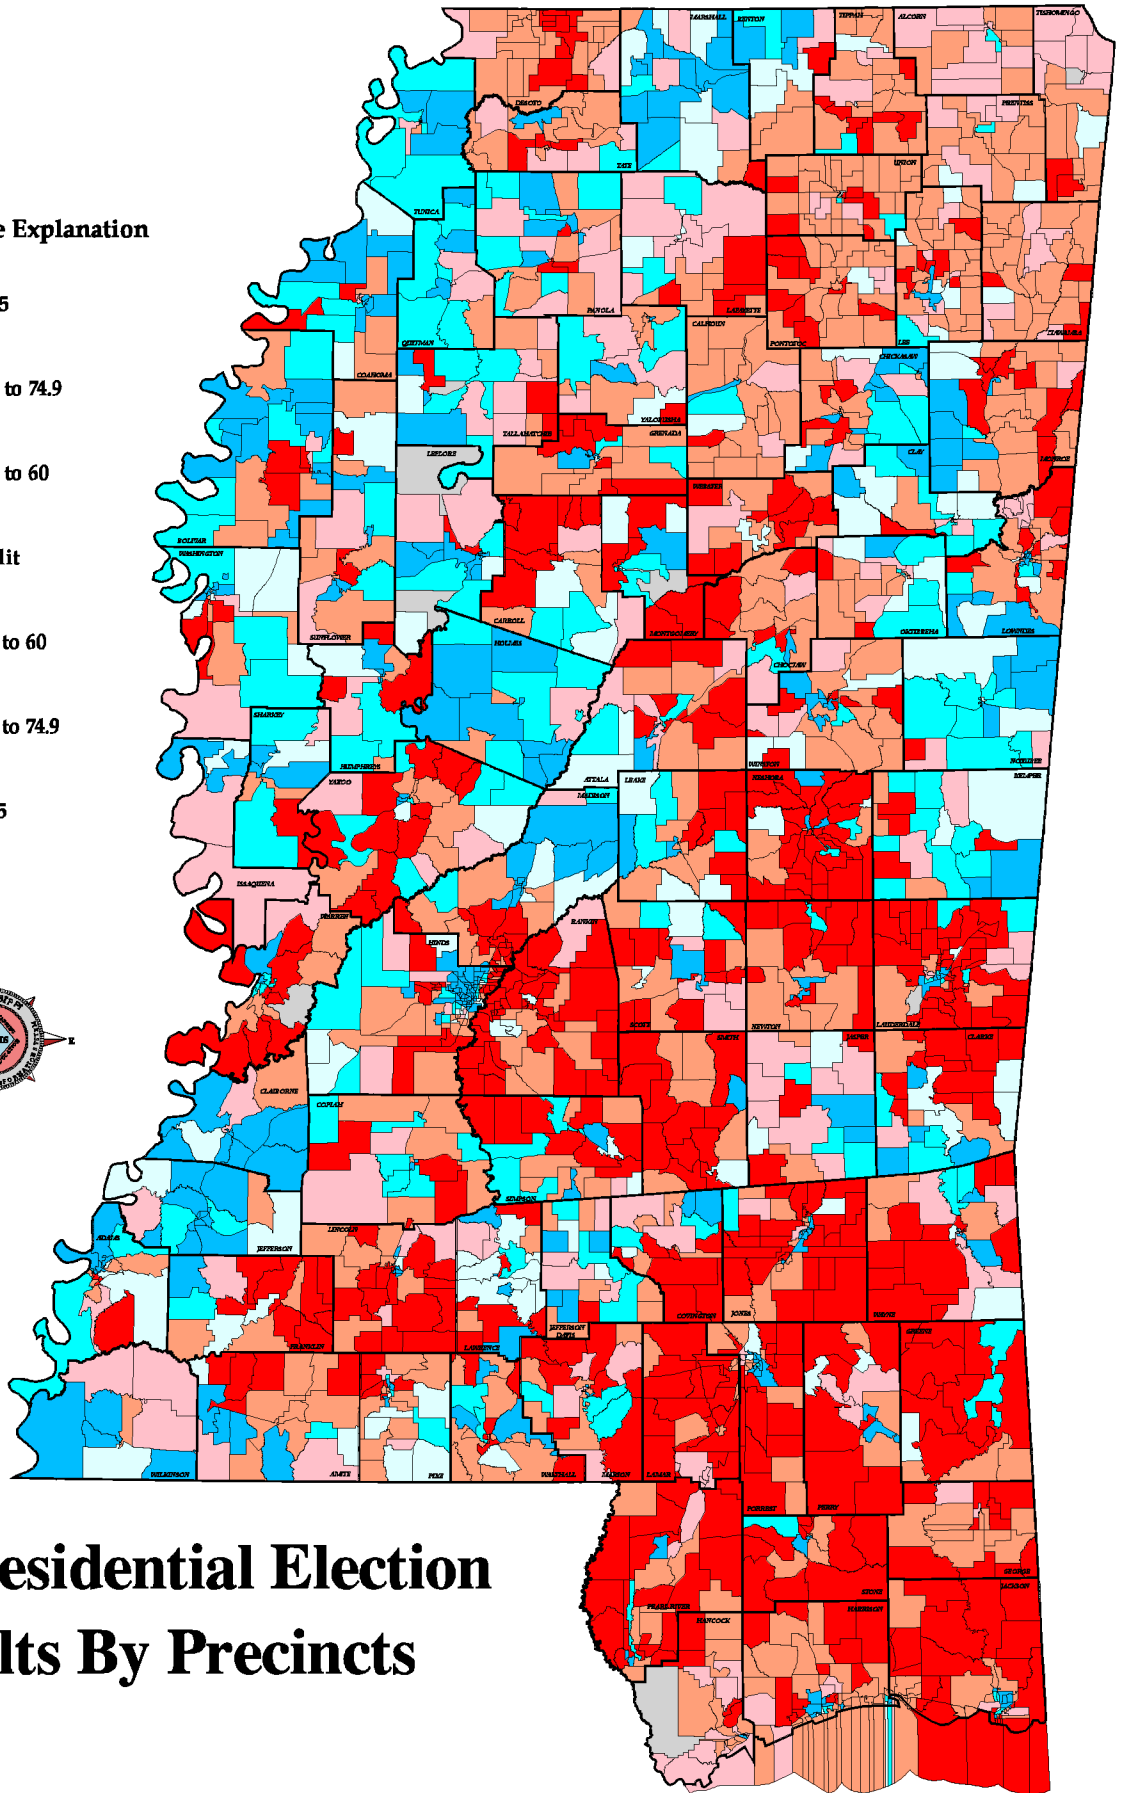 e Explanation
5
to 74.9
to 60
lit
to 60
to 74.9
5
E
MARSHALL
BENTON
TIPPAH
ALCORN
TISHOMINGO
DESOTO
PRENTISS
TATE
UNION
TUNICA
PANOLA
LAFAYETTE
PONTOTOC
LEE
ITAWAMBA
QUITMAN
COAHOMA
CALHOUN
CHICKASAW
YALOBUSHA
TALLAHATCHIE
GRENADA
LEFLORE
CLAY
MONROE
WEBSTER
BOLIVAR
WASHINGTON
SUNFLOWER
CARROLL
MONTGOMERY
OKTIBBEHA
LOWNDES
HOLMES
CHOCTAW
SHARKEY
HUMPHREYS
WINSTON
NOXUBEE
YAZOO
ATTALA
LEAKE
NESHOBA
KEMPER
MADISON
ISSAQUENA
WARREN
HINDS
RANKIN
SCOTT
NEWTON
LAUDERDALE
SMITH
JASPER
CLARKE
CLAIBORNE
COPIAH
SIMPSON
ADAMS
JEFFERSON
LINCOLN
FRANKLIN
LAWRENCE
JEFFERSON
DAVIS
COVINGTON
JONES
WAYNE
GREENE
WILKINSON
AMITE
PIKE
WALTHALL
MARION
LAMAR
FORREST
PERRY
GEORGE
STONE
JACKSON
PEARL RIVER
HANCOCK
HARRISON
esidential Election
lts By Precincts